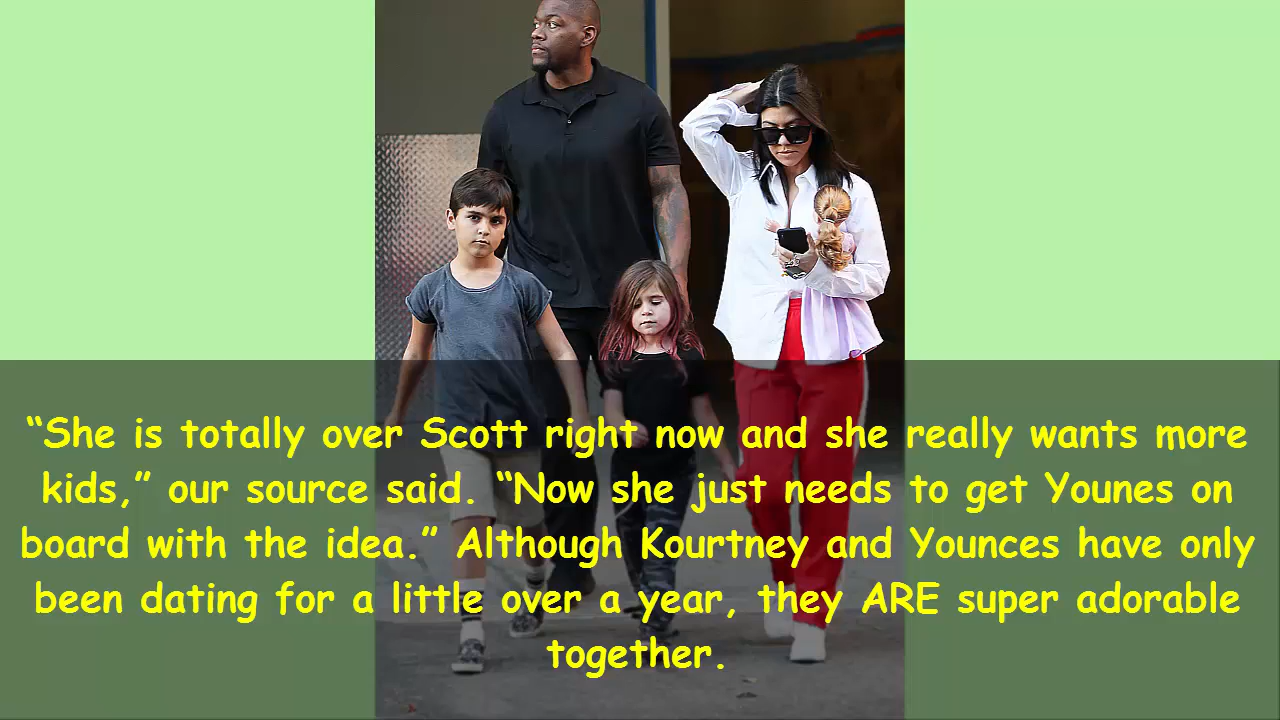 “She is totally over Scott right now and she really wants more
kids,” our source said. “Now she just needs to get Younes on
board with the idea.” Although Kourtney and Younces have only
been dating for a little over a year, they ARE super adorable
together.